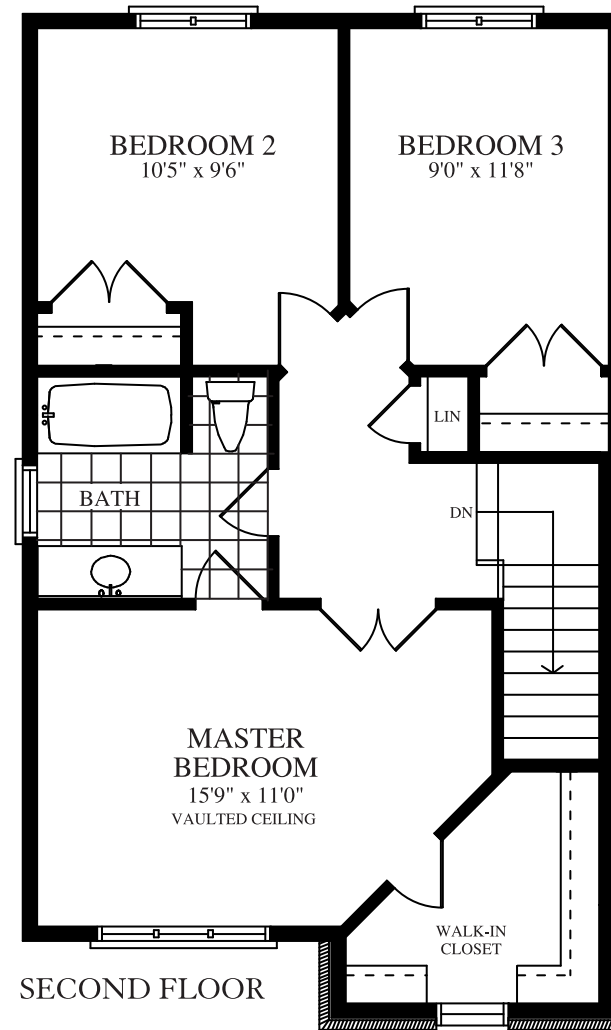 BEDROOM 2
10'5" x 9'6"
BEDROOM 3
9'0" x 11'8"
LIN
BATH
DN
MASTER
BEDROOM
15'9" x 11'0"
VAULTED CEILING
WALK-IN
CLOSET
SECOND FLOOR